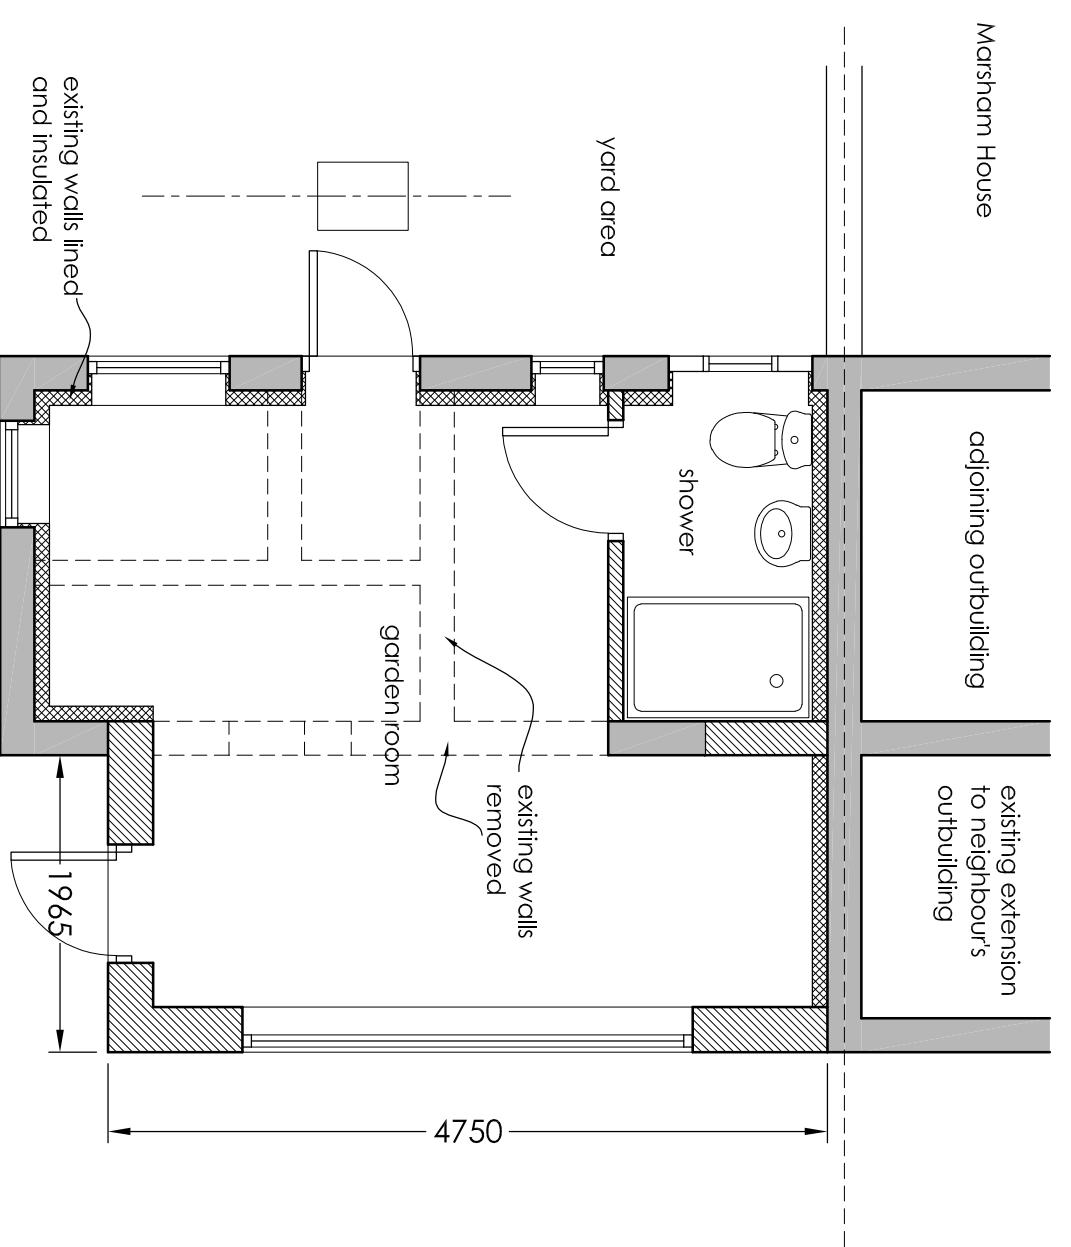 Marsham House
yard area
existing walls lined
and insulated
adjoining outbuilding
shower
garden room
existing walls
removed
existing extension
to neighbour's
outbuilding
1965
4750